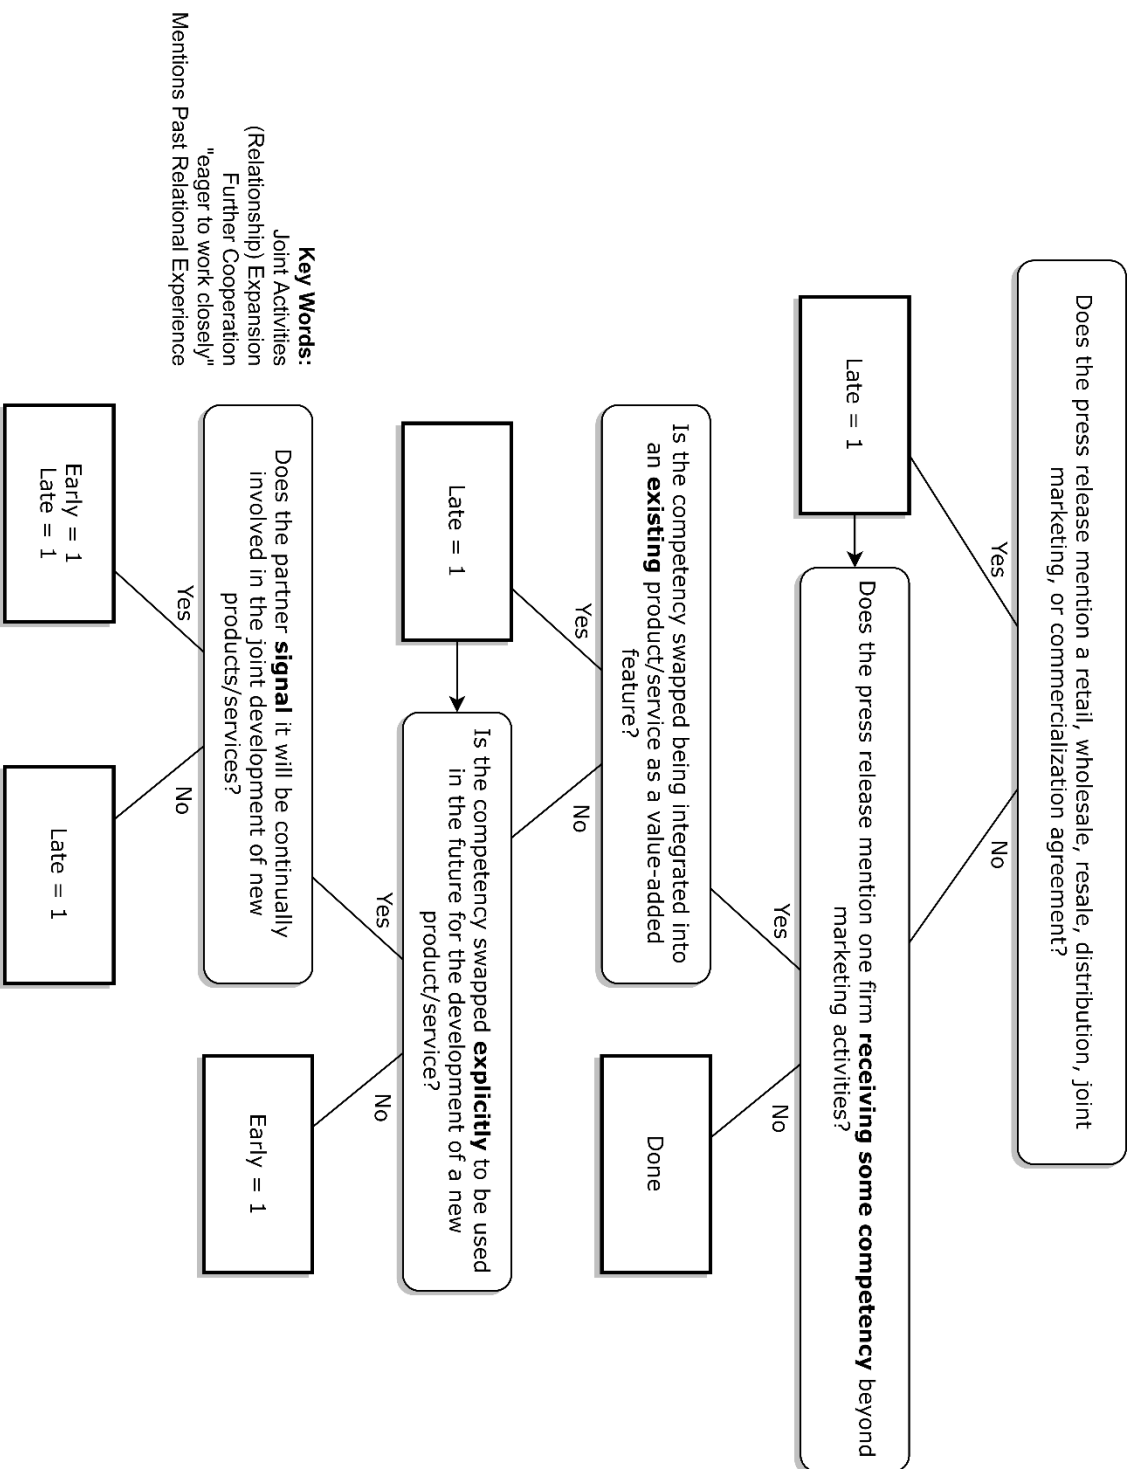 Does the press release mention a retail, wholesale, resale, distribution, joint
marketing, or commercialization agreement?
Yes
No
Late = 1
Does the press release mention one firm receiving some competency beyond
marketing activities?
Yes
No
Is the competency swapped being integrated into
an existing product/service as a value-added
feature?
Done
Yes
No
Late = 1
Is the competency swapped explicitly to be used
in the future for the development of a new
product/service?
Yes
No
Key Words:
Joint Activities
(Relationship) Expansion
Further Cooperation
"eager to work closely"
Mentions Past Relational Experience
Does the partner signal it will be continually
involved in the joint development of new
products/services?
Early = 1
Yes
No
Early = 1
Late = 1
Late = 1